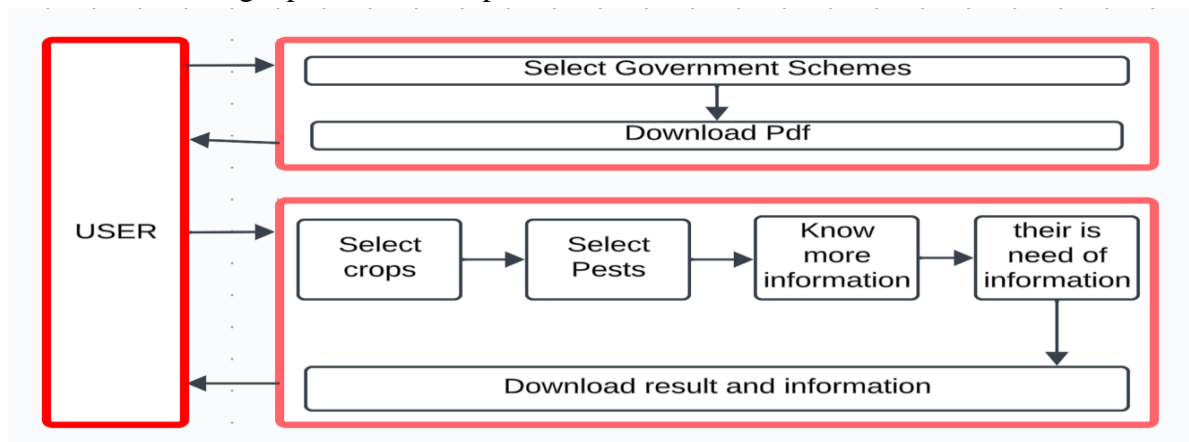 Select Government Schemes
Download Pdf
USER
Select
crops
Select
Pests
Know
more
information
their is
need of
information
Download result and information